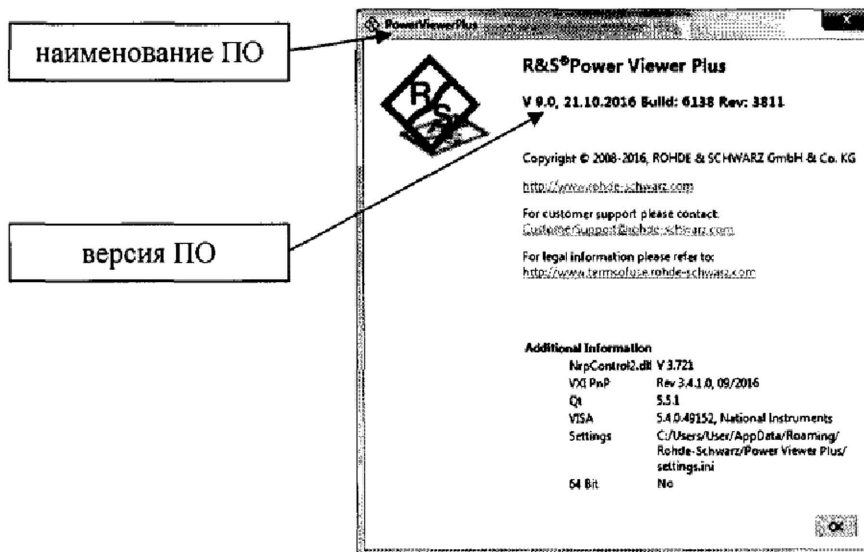 наименование ПО
версия ПО
PowerViewerPlus
X
R&S
R&S®Power Viewer Plus
V 9.0, 21.10.2016 Build: 6138 Rev: 3811
Copyright © 2008-2016, ROHDE & SCHWARZ GmbH & Co. KG
http://www.rohde-schwarz.com
For customer support please contact:
CustomerSupport@rohde-schwarz.com
For legal information please refer to:
http://www.termsofuse.rohde-schwarz.com
Additional Information
NrpControl2.dll V 3.721
VXI PnP Rev 3.4.1.0, 09/2016
Qt 5.5.1
VISA 5.4.0.49152, National Instruments
Settings C:/Users/User/AppData/Roaming/
Rohde-Schwarz/Power Viewer Plus/
settings.ini
64 Bit No
OK